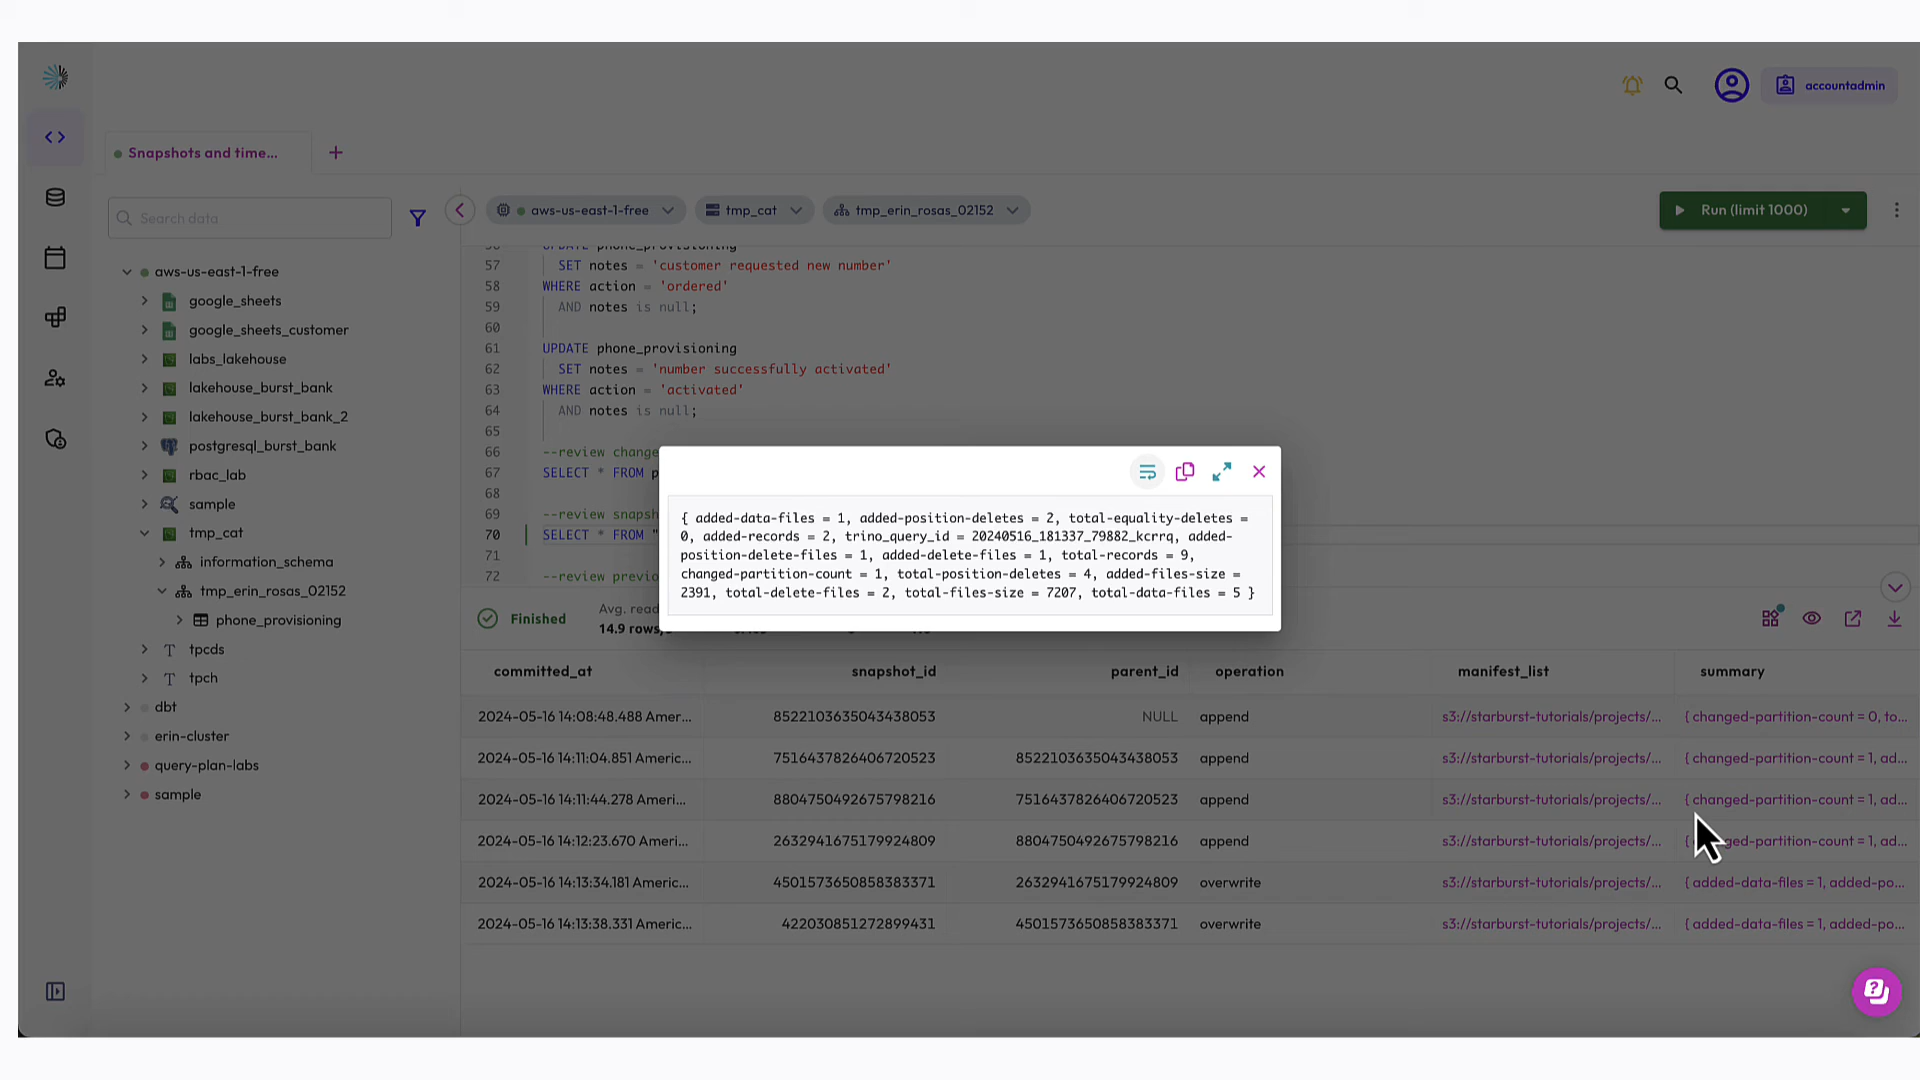 accountadmin
Snapshots and time...
Search data
aws-us-east-1-free
tmp_cat
tmp_erin_rosas_02152
Run (limit 1000)
aws-us-east-1-free
google_sheets
google_sheets_customer
labs_lakehouse
lakehouse_burst_bank
lakehouse_burst_bank_2
postgresql_burst_bank
rbac_lab
sample
tmp_cat
information_schema
tmp_erin_rosas_02152
phone_provisioning
tpcds
tpch
dbt
erin-cluster
query-plan-labs
sample
56 UPDATE phone_provisioning
57 SET notes = 'customer requested new number'
58 WHERE action = 'ordered'
59 AND notes is null;
60
61 UPDATE phone_provisioning
62 SET notes = 'number successfully activated'
63 WHERE action = 'activated'
64 AND notes is null;
65
66 --review change
67 SELECT * FROM p
68
69 --review snapsh
70 SELECT * FROM "
71
72 --review previo
{ added-data-files = 1, added-position-deletes = 2, total-equality-deletes =
0, added-records = 2, trino_query_id = 20240516_181337_79882_kcrrq, added-
position-delete-files = 1, added-delete-files = 1, total-records = 9,
changed-partition-count = 1, total-position-deletes = 4, added-files-size =
2391, total-delete-files = 2, total-files-size = 7207, total-data-files = 5 }
Finished
Avg. read
14.9 rows/
committed_at snapshot_id parent_id operation manifest_list summary
2024-05-16 14:08:48.488 Amer... 8522103635043438053 NULL append s3://starburst-tutorials/projects/... { changed-partition-count = 0, to...
2024-05-16 14:11:04.851 Americ... 7516437826406720523 8522103635043438053 append s3://starburst-tutorials/projects/... { changed-partition-count = 1, ad...
2024-05-16 14:11:44.278 Ameri... 8804750492675798216 7516437826406720523 append s3://starburst-tutorials/projects/... { changed-partition-count = 1, ad...
2024-05-16 14:12:23.670 Ameri... 2632941675179924809 8804750492675798216 append s3://starburst-tutorials/projects/... { ged-partition-count = 1, ad...
2024-05-16 14:13:34.181 Americ... 4501573650858383371 2632941675179924809 overwrite s3://starburst-tutorials/projects/... { added-data-files = 1, added-po...
2024-05-16 14:13:38.331 Americ... 422030851272899431 4501573650858383371 overwrite s3://starburst-tutorials/projects/... { added-data-files = 1, added-po...